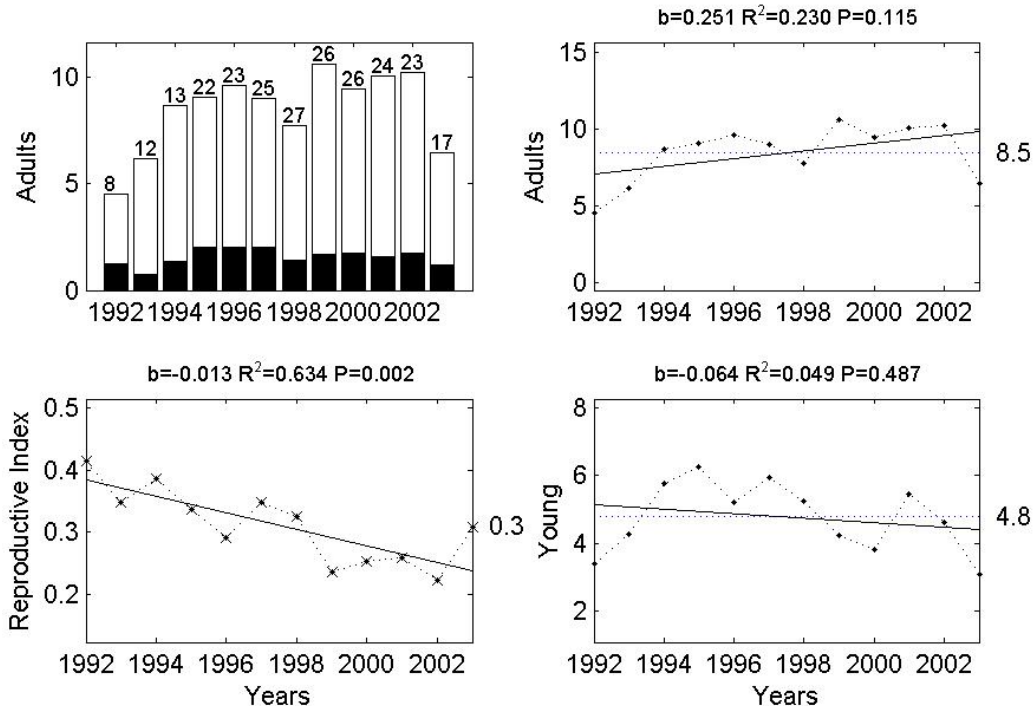 b=0.251 R²=0.230 P=0.115
Adults
10
5
0
8
12
13
22
23
25
27
26
26
24
23
17
1992 1994 1996 1998 2000 2002
Adults
15
10
5
0
8.5
1992 1994 1996 1998 2000 2002
b=-0.013 R²=0.634 P=0.002
Reproductive Index
0.5
0.4
0.3
0.2
0.3
1992 1994 1996 1998 2000 2002
Years
b=-0.064 R²=0.049 P=0.487
Young
8
6
4
2
4.8
1992 1994 1996 1998 2000 2002
Years